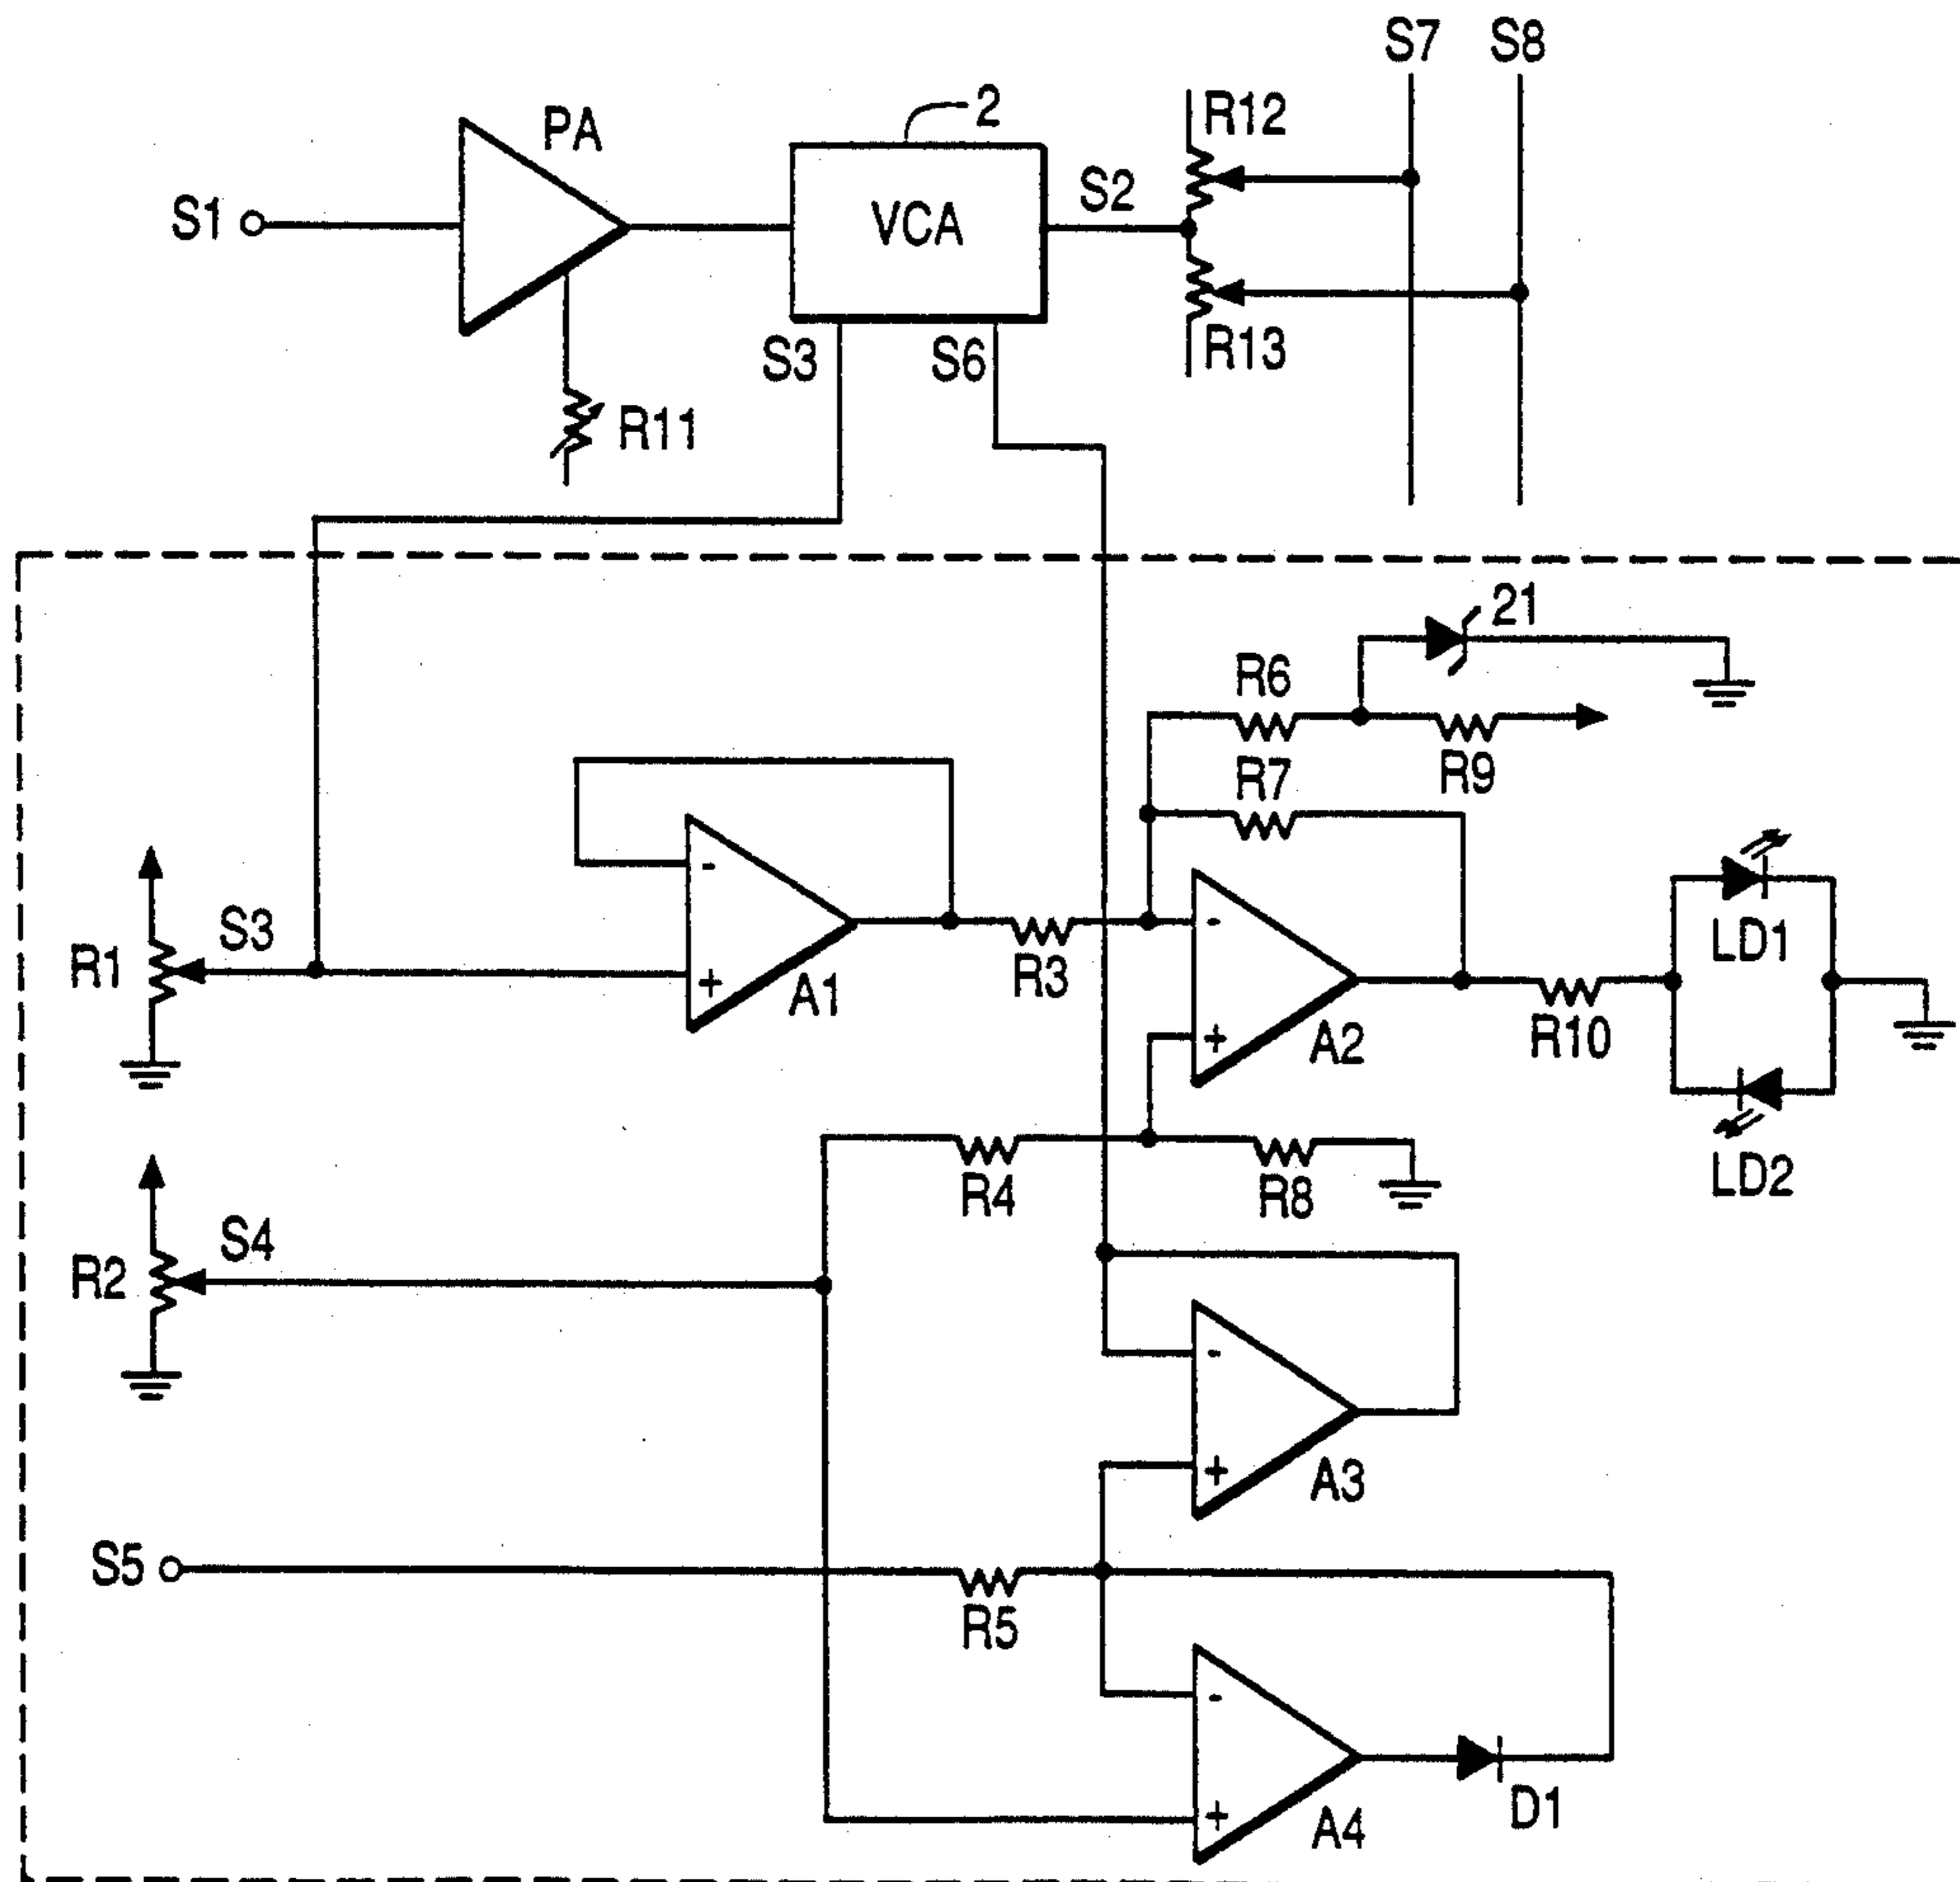 S7 S8
2
R12
PA
S1
VCA
S2
S3
S6
R13
R11
21
R6
R9
R7
-
+
A1
S3
R1
R3
-
+
A2
R10
LD1
LD2
R4
R8
S4
R2
-
+
A3
S5
R5
-
+
A4
D1